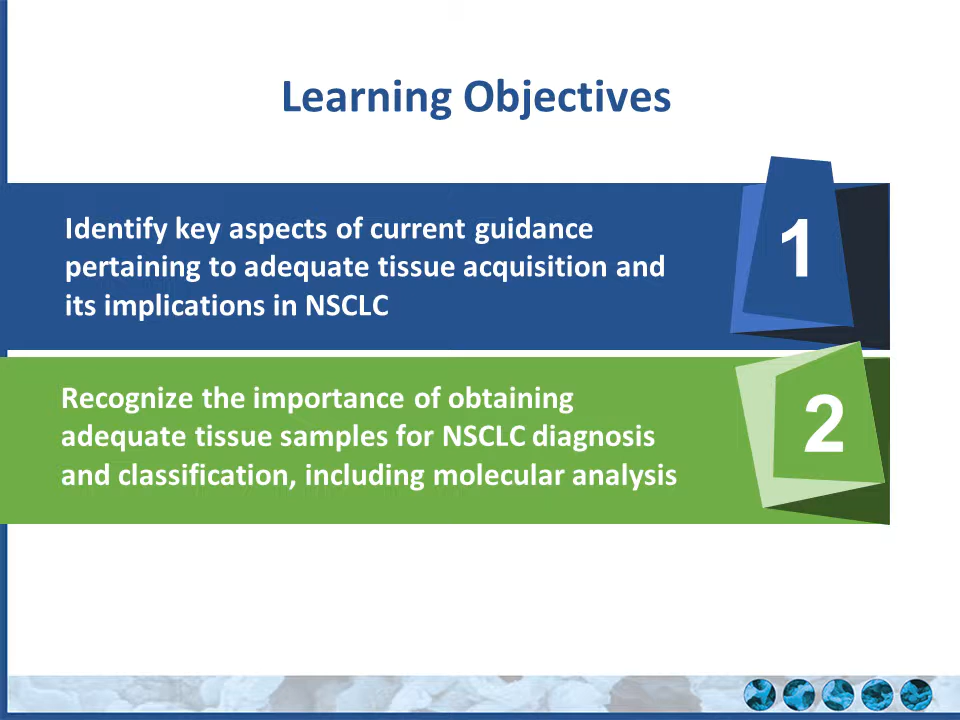 Learning Objectives
Identify key aspects of current guidance
pertaining to adequate tissue acquisition and
its implications in NSCLC
1
Recognize the importance of obtaining
adequate tissue samples for NSCLC diagnosis
and classification, including molecular analysis
2